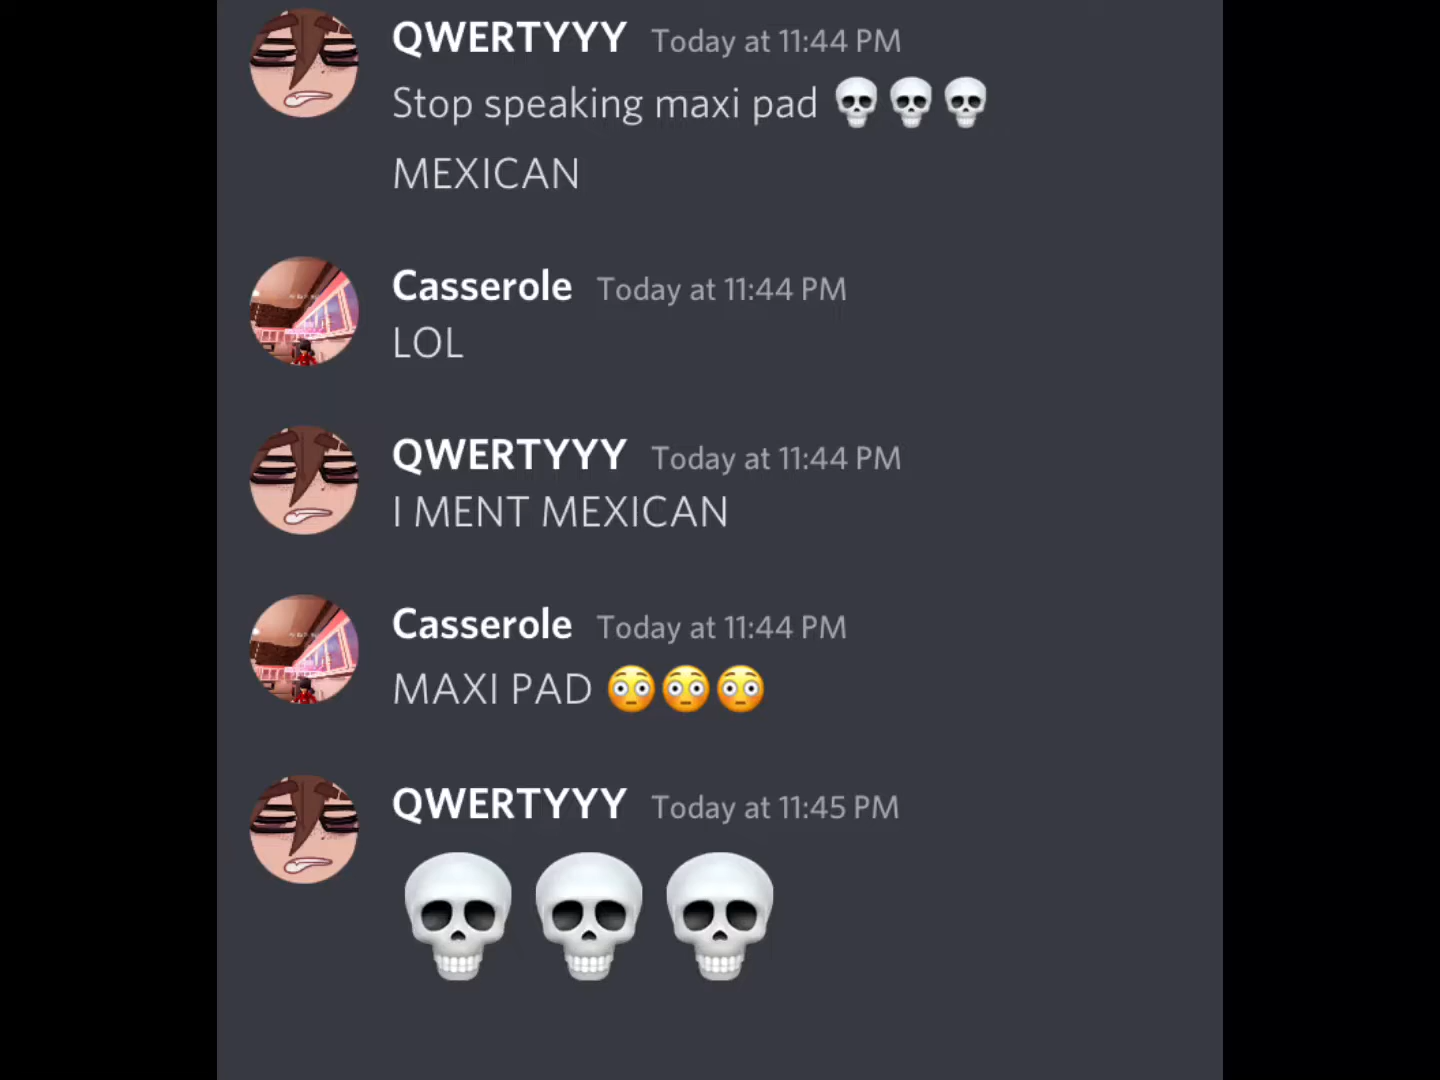 QWERTYYY Today at 11:44 PM
Stop speaking maxi pad 💀💀💀
MEXICAN
Casserole Today at 11:44 PM
LOL
QWERTYYY Today at 11:44 PM
I MENT MEXICAN
Casserole Today at 11:44 PM
MAXI PAD 😳😳😳
QWERTYYY Today at 11:45 PM
💀💀💀